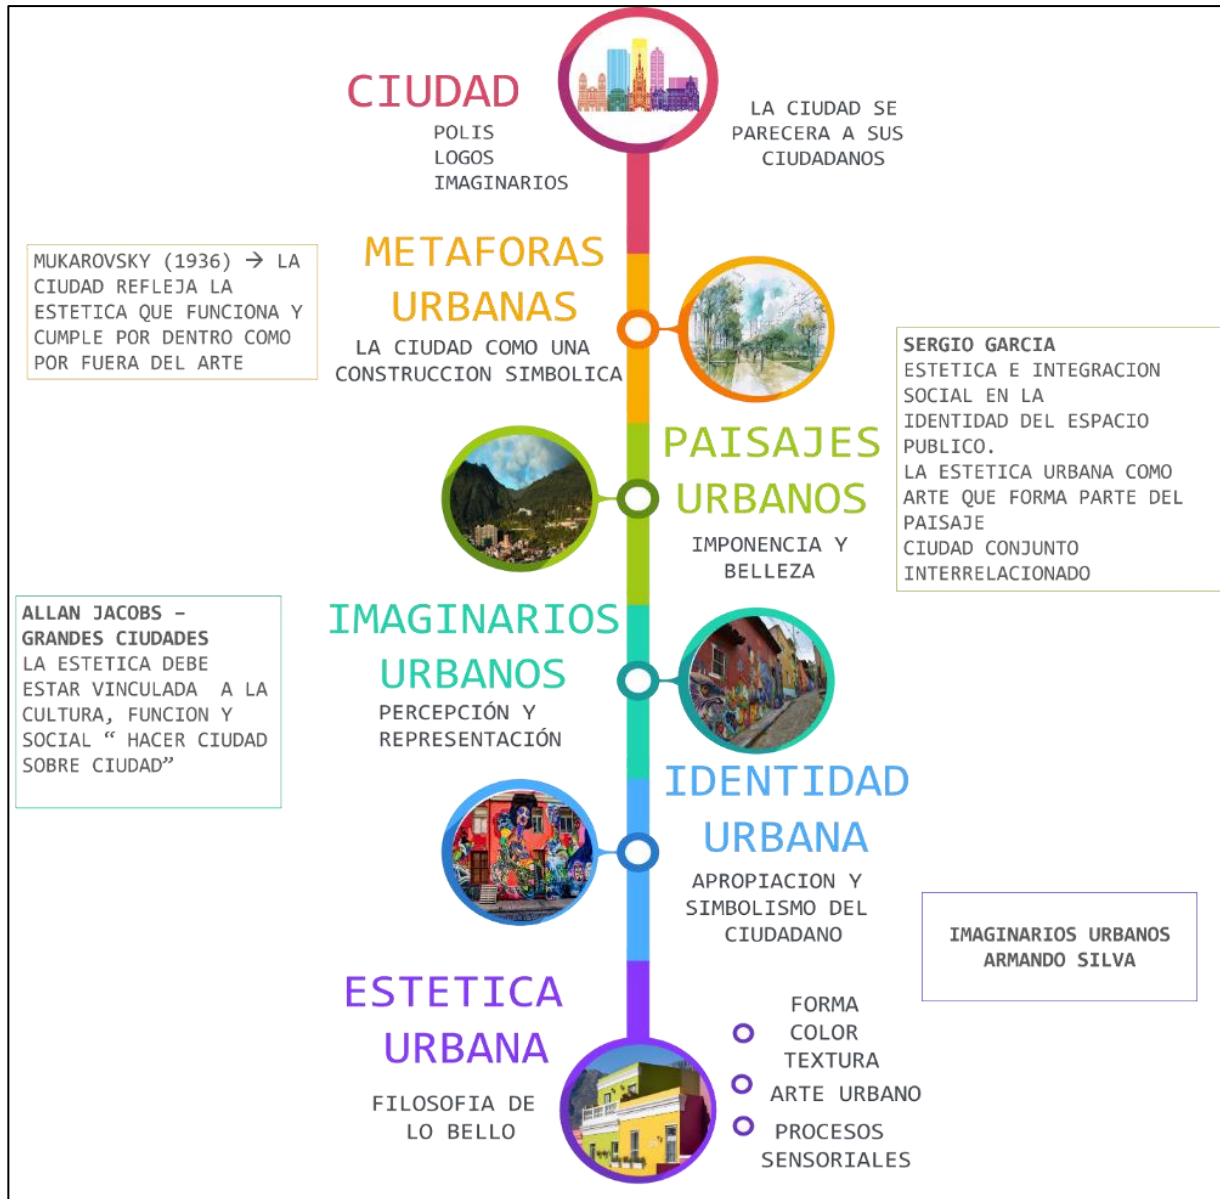 CIUDAD
POLIS
LOGOS
IMAGINARIOS
LA CIUDAD SE
PARECERA A SUS
CIUDADANOS
METAFORAS
URBANAS
LA CIUDAD COMO UNA
CONSTRUCCION SIMBOLICA
MUKAROVSKY (1936) → LA
CIUDAD REFLEJA LA
ESTETICA QUE FUNCIONA Y
CUMPLE POR DENTRO COMO
POR FUERA DEL ARTE
SERGIO GARCIA
ESTETICA E INTEGRACION
SOCIAL EN LA
IDENTIDAD DEL ESPACIO
PUBLICO.
LA ESTETICA URBANA COMO
ARTE QUE FORMA PARTE DEL
PAISAJE
CIUDAD CONJUNTO
INTERRELACIONADO
PAISAJES
URBANOS
IMPONENCIA Y
BELLEZA
IMAGINARIOS
URBANOS
PERCEPCIÓN Y
REPRESENTACIÓN
ALLAN JACOBS –
GRANDES CIUDADES
LA ESTETICA DEBE
ESTAR VINCULADA A LA
CULTURA, FUNCION Y
SOCIAL “ HACER CIUDAD
SOBRE CIUDAD”
IDENTIDAD
URBANA
APROPIACION Y
SIMBOLISMO DEL
CIUDADANO
IMAGINARIOS URBANOS
ARMANDO SILVA
ESTETICA
URBANA
FILOSOFIA DE
LO BELLO
FORMA
COLOR
TEXTURA
ARTE URBANO
PROCESOS
SENSORIALES